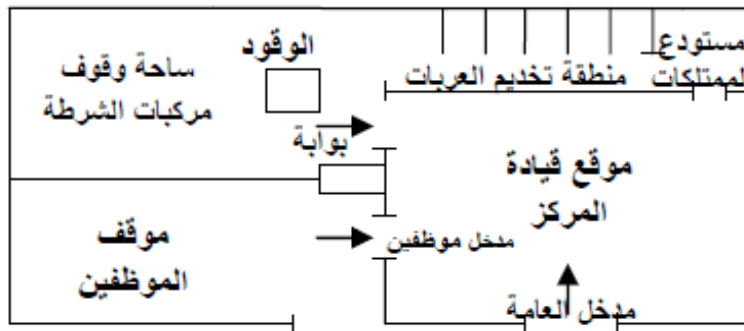 مستودع
لممتلكات
منطقة تخديم العربات
الوقود
ساحة وقوف
مركبات الشرطة
بوابة
موقع قيادة
المركز
مدخل موظفين
موقف
الموظفين
مدخل العامة